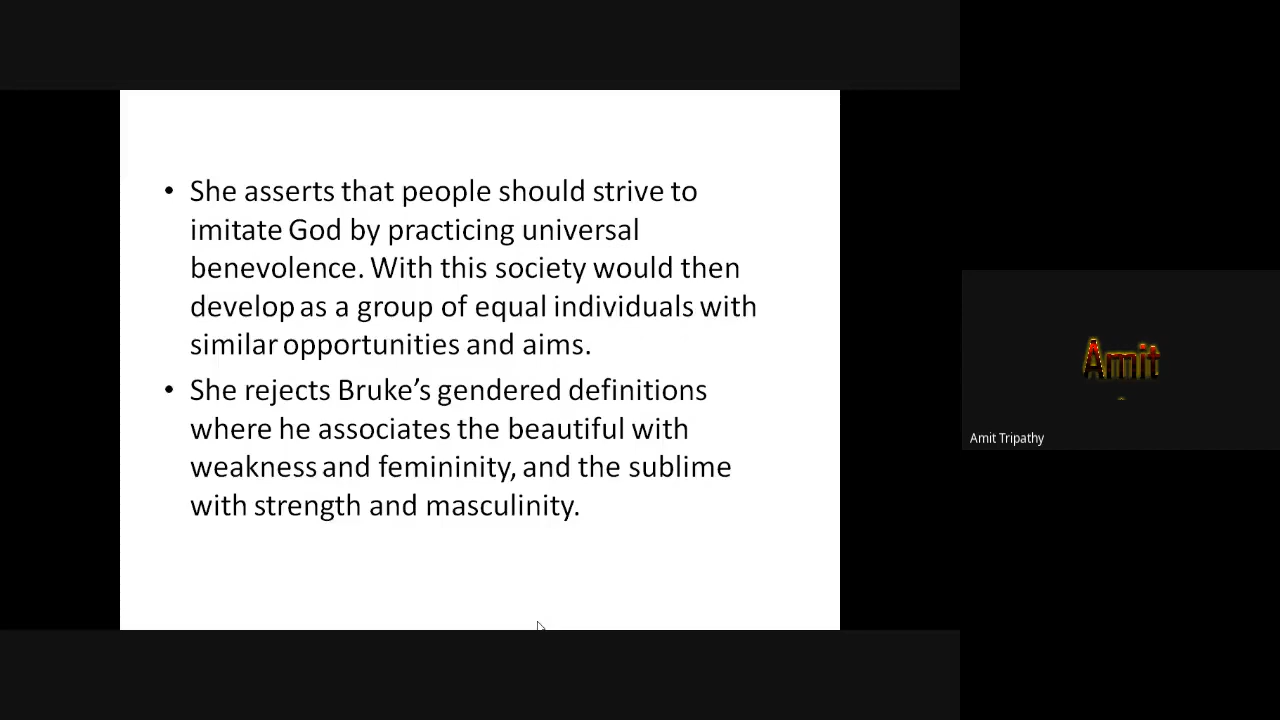 • She asserts that people should strive to
imitate God by practicing universal
benevolence. With this society would then
develop as a group of equal individuals with
similar opportunities and aims.
• She rejects Bruke’s gendered definitions
where he associates the beautiful with
weakness and femininity, and the sublime
with strength and masculinity.
Amit
Amit Tripathy